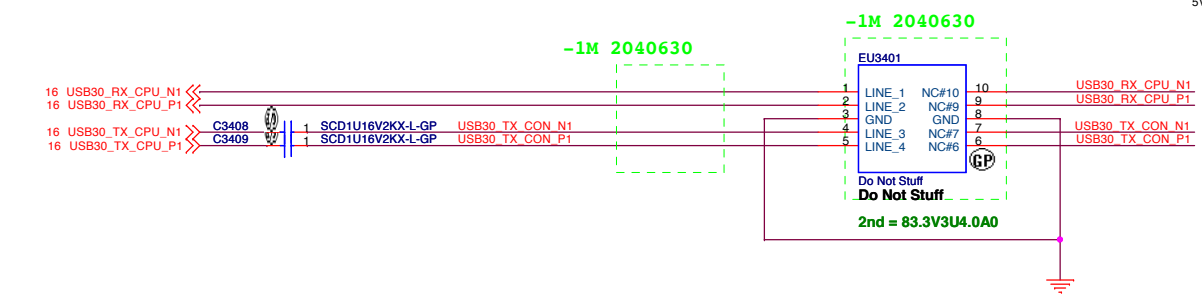 5V
-1M 2040630
-1M 2040630
EU3401
16 USB30_RX_CPU_N1
16 USB30_RX_CPU_P1
1 LINE_1 NC#10 10 USB30_RX_CPU_N1
2 LINE_2 NC#9 9 USB30_RX_CPU_P1
3 GND GND 8
16 USB30_TX_CPU_N1 C3408 1 SCD1U16V2KX-L-GP USB30_TX_CON_N1 4 LINE_3 NC#7 7 USB30_TX_CON_N1
16 USB30_TX_CPU_P1 C3409 1 SCD1U16V2KX-L-GP USB30_TX_CON_P1 5 LINE_4 NC#6 6 USB30_TX_CON_P1
GP
Do Not Stuff
Do Not Stuff
2nd = 83.3V3U4.0A0